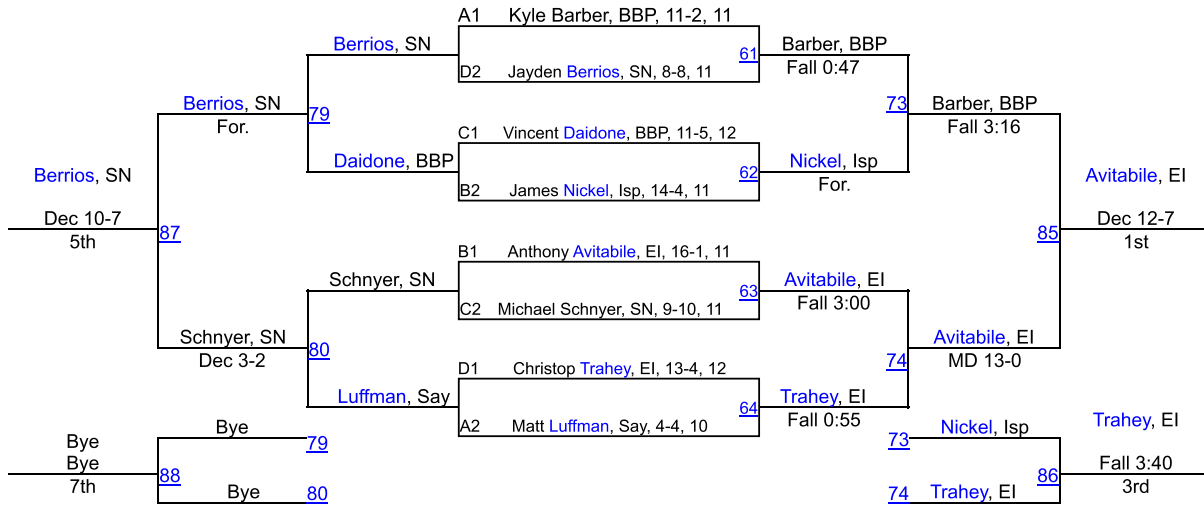 A1 Kyle Barber, BBP, 11-2, 11
Berrios, SN
61
Barber, BBP
Fall 0:47
D2 Jayden Berrios, SN, 8-8, 11
Berrios, SN
For.
79
73
Barber, BBP
Fall 3:16
C1 Vincent Daidone, BBP, 11-5, 12
Daidone, BBP
62
Nickel, Isp
For.
B2 James Nickel, Isp, 14-4, 11
Berrios, SN
Dec 10-7
5th
87
85
Avitabile, EI
Dec 12-7
1st
B1 Anthony Avitabile, EI, 16-1, 11
Schnyer, SN
63
Avitabile, EI
Fall 3:00
C2 Michael Schnyer, SN, 9-10, 11
Schnyer, SN
Dec 3-2
80
74
Avitabile, EI
MD 13-0
D1 Christop Trahey, EI, 13-4, 12
Luffman, Say
64
Trahey, EI
Fall 0:55
A2 Matt Luffman, Say, 4-4, 10
Bye
Bye
7th
88
Bye
79
Bye
80
73
Nickel, Isp
74
Trahey, EI
86
Trahey, EI
Fall 3:40
3rd